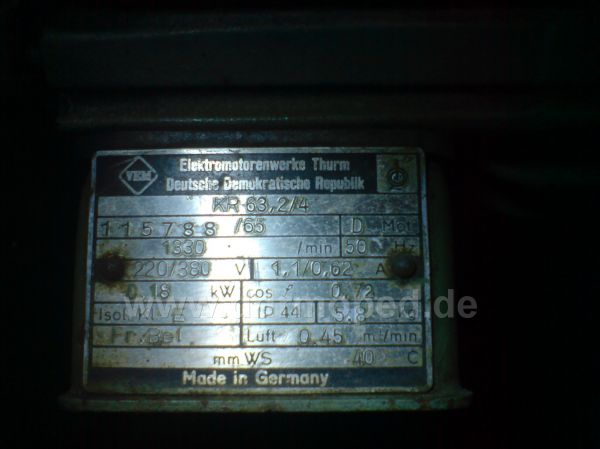 VEM
Elektromotorenwerke Thurm
Deutsche Demokratische Republik
KR 63,2/4
115788 /65 D Mot
1330 /min 50 Hz
220/380 V 1,1/0,62 A
0,18 kW cos φ 0,72
Isol. Kl. E IP 44 5,8
Luft 0,45 m³/min
mm WS 40 C
Made in Germany